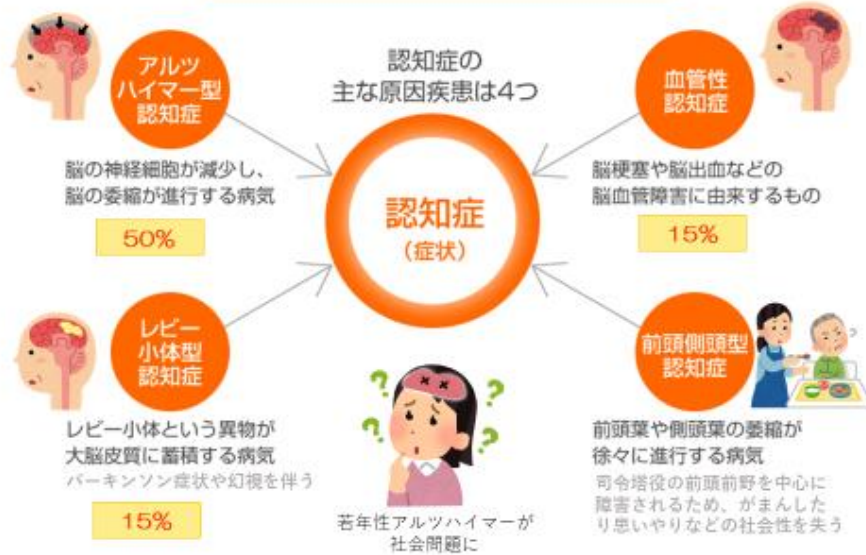 認知症の
主な原因疾患は4つ
アルツ
ハイマー型
認知症
脳の神経細胞が減少し、
脳の萎縮が進行する病気
50%
血管性
認知症
脳梗塞や脳出血などの
脳血管障害に由来するもの
15%
認知症
(症状)
レビー
小体型
認知症
レビー小体という異物が
大脳皮質に蓄積する病気
パーキンソン症状や幻視を伴う
15%
前頭側頭型
認知症
前頭葉や側頭葉の萎縮が
徐々に進行する病気
司令塔役の前頭前野を中心に
障害されるため、がまんした
り思いやりなどの社会性を失う
若年性アルツハイマーが
社会問題に